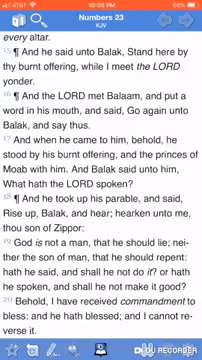 AT&T
10:05 PM
Numbers 23
KJV
every altar.
15 ¶ And he said unto Balak, Stand here by
thy burnt offering, while I meet the LORD
yonder.
16 ¶ And the LORD met Balaam, and put a
word in his mouth, and said, Go again unto
Balak, and say thus.
17 ¶ And when he came to him, behold, he
stood by his burnt offering, and the princes of
Moab with him. And Balak said unto him,
What hath the LORD spoken?
18 ¶ And he took up his parable, and said,
Rise up, Balak, and hear; hearken unto me,
thou son of Zippor:
19 God is not a man, that he should lie; nei-
ther the son of man, that he should repent:
hath he said, and shall he not do it? or hath
he spoken, and shall he not make it good?
20 Behold, I have received commandment to
bless: and he hath blessed; and I cannot re-
verse it.
DU RECORDER